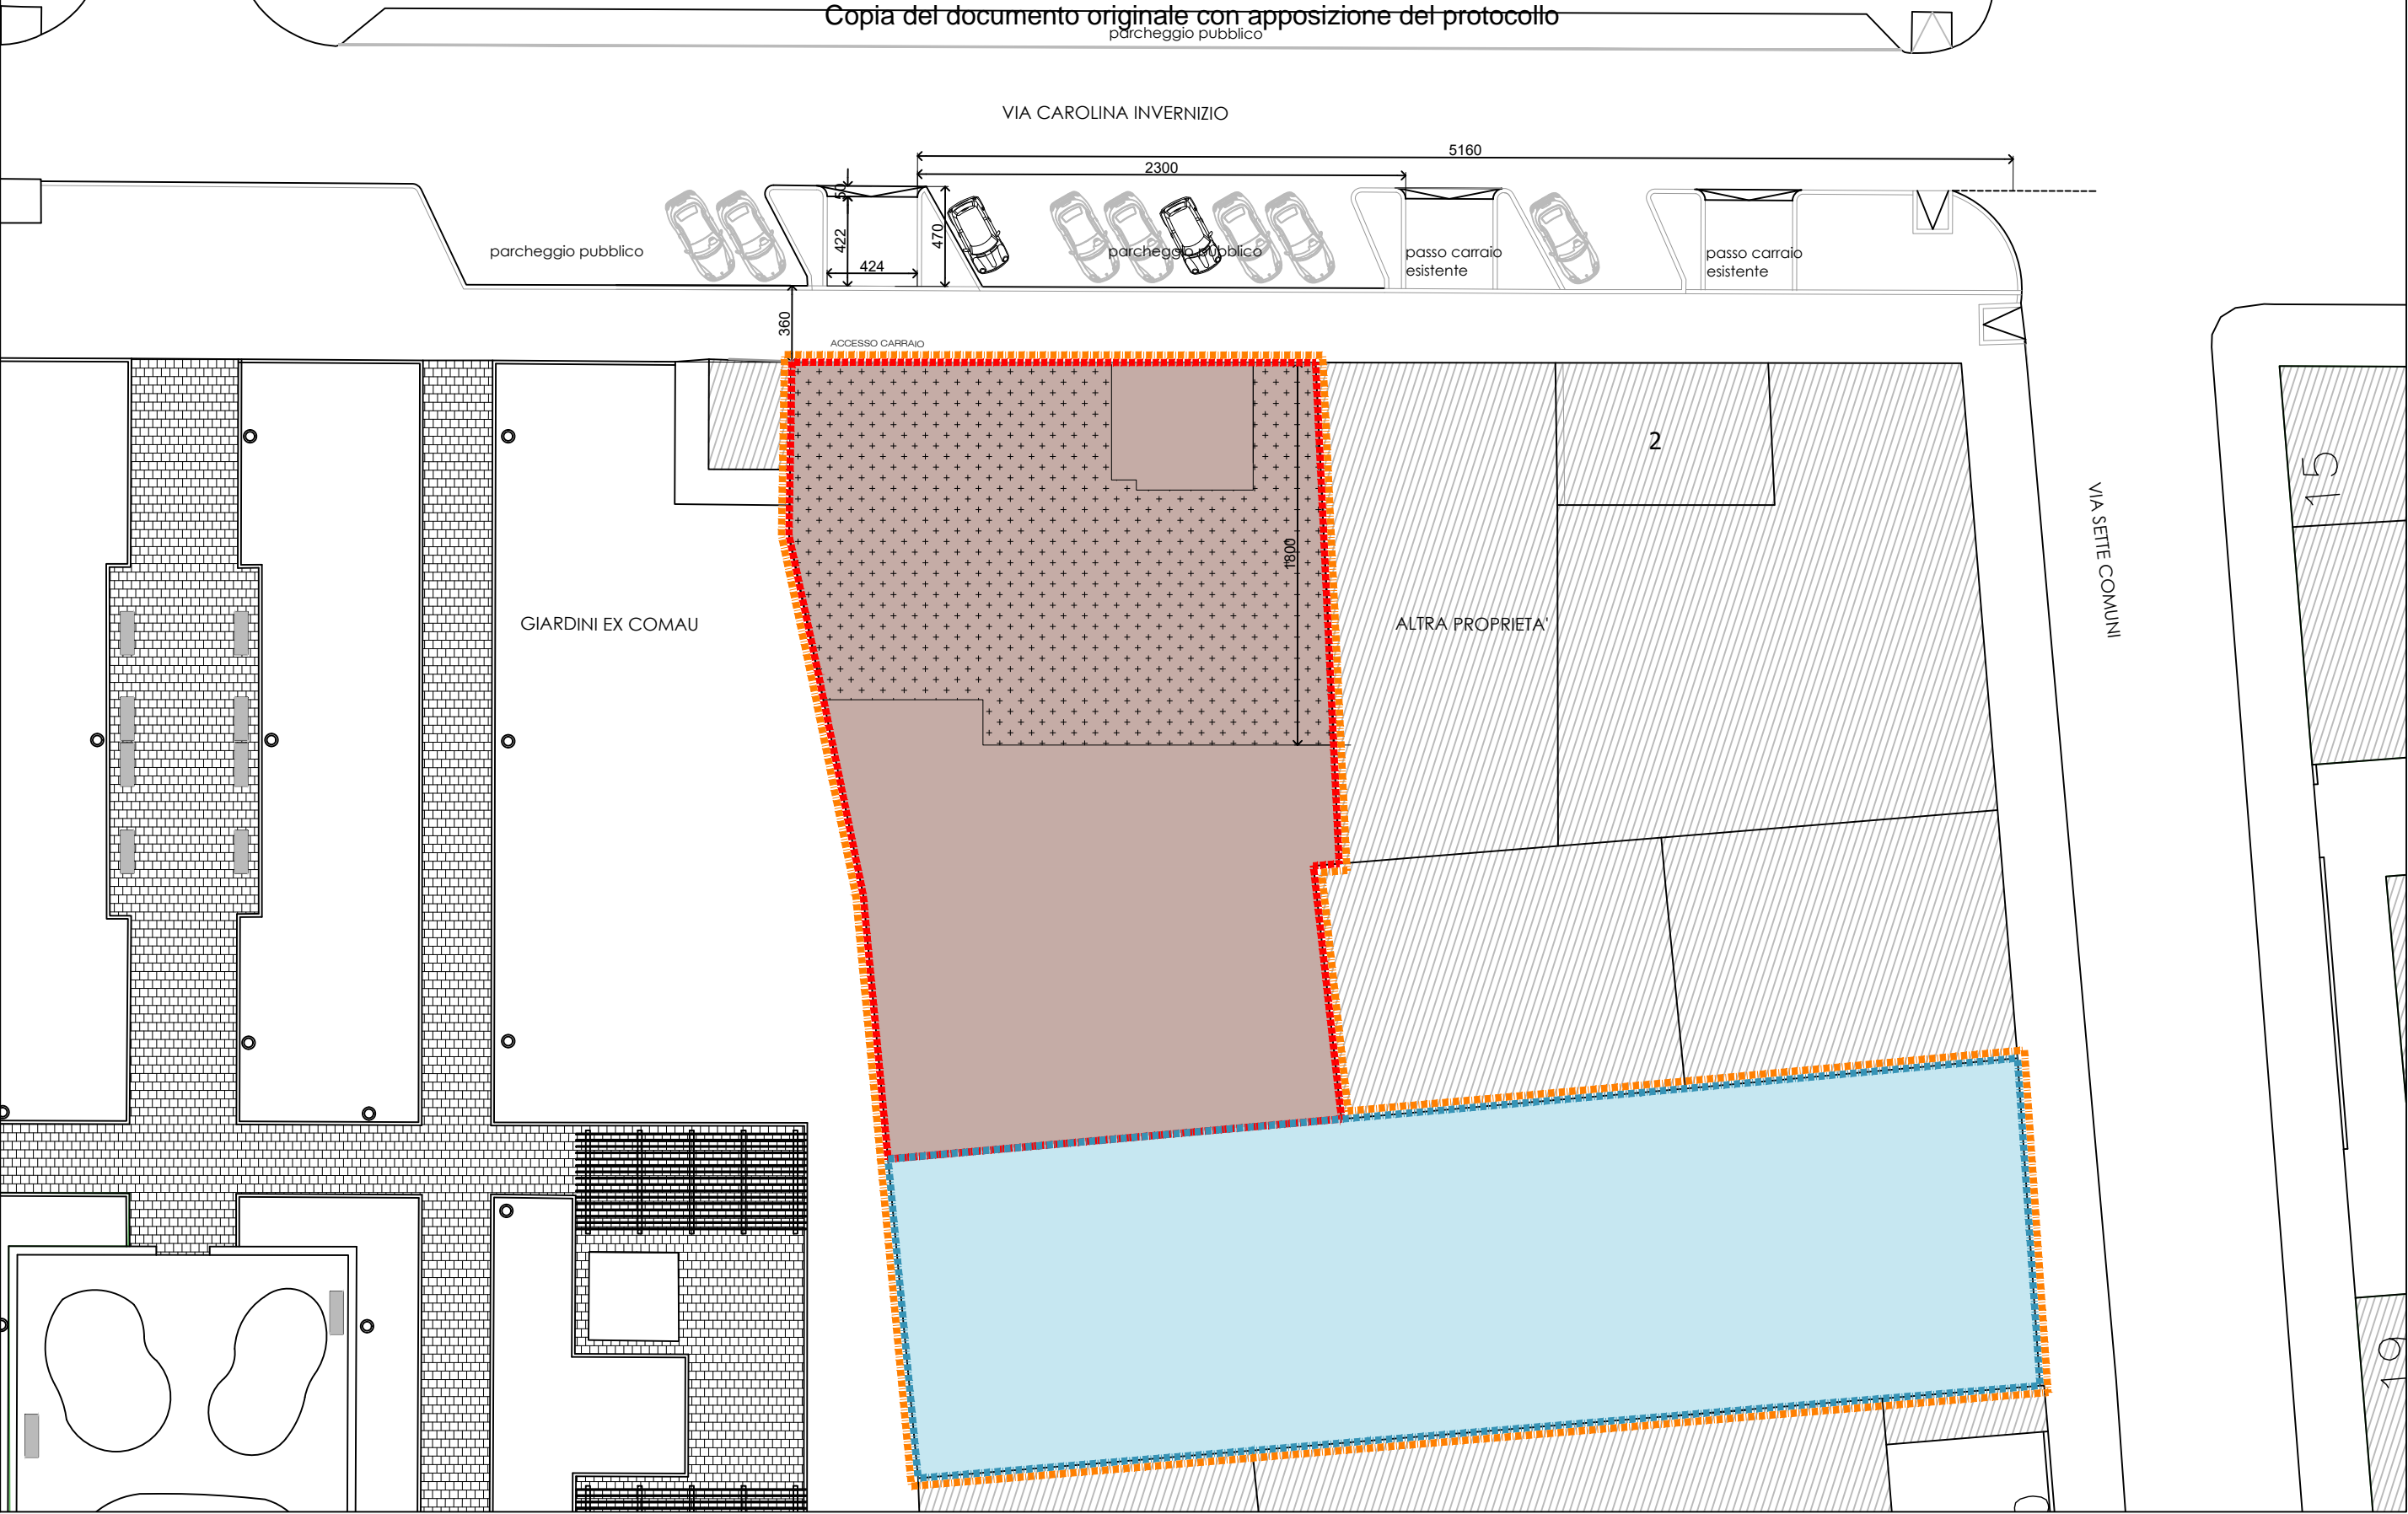 Copia del documento originale con apposizione del protocollo
parcheggio pubblico
VIA CAROLINA INVERNIZIO
5160
2300
50
422
470
424
parcheggio pubblico
parcheggio pubblico
passo carraio
esistente
passo carraio
esistente
360
ACCESSO CARRAIO
2
15
1800
VIA SETTE COMUNI
GIARDINI EX COMAU
ALTRA PROPRIETA'
19